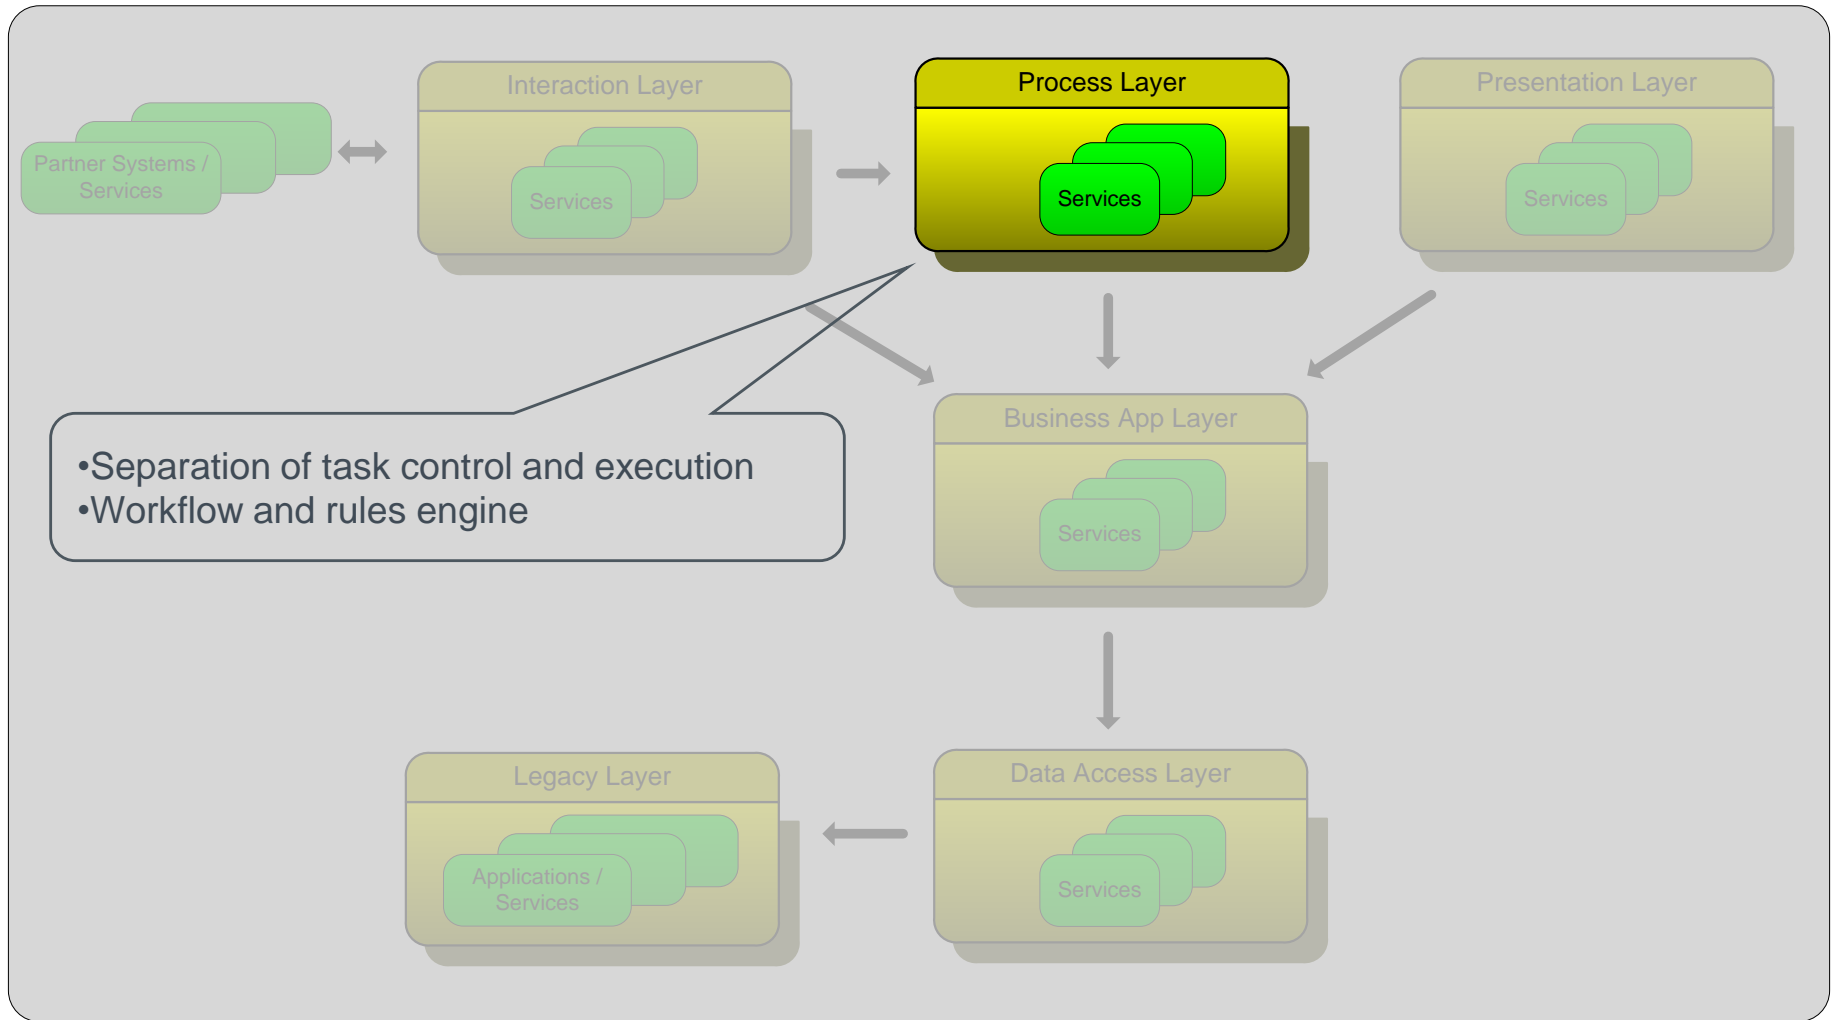 Interaction Layer
Process Layer
Presentation Layer
Partner Systems /
Services
Services
Services
Services
Business App Layer
•Separation of task control and execution
•Workflow and rules engine
Services
Legacy Layer
Data Access Layer
Applications /
Services
Services